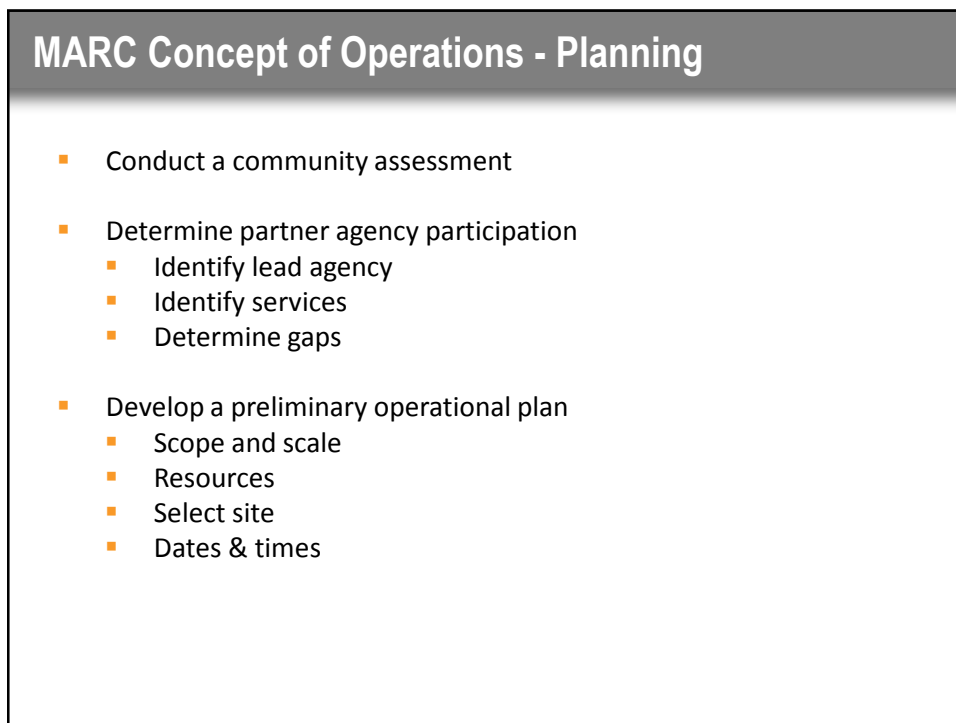 MARC Concept of Operations - Planning
Conduct a community assessment
Determine partner agency participation
Identify lead agency
Identify services
Determine gaps
Develop a preliminary operational plan
Scope and scale
Resources
Select site
Dates & times